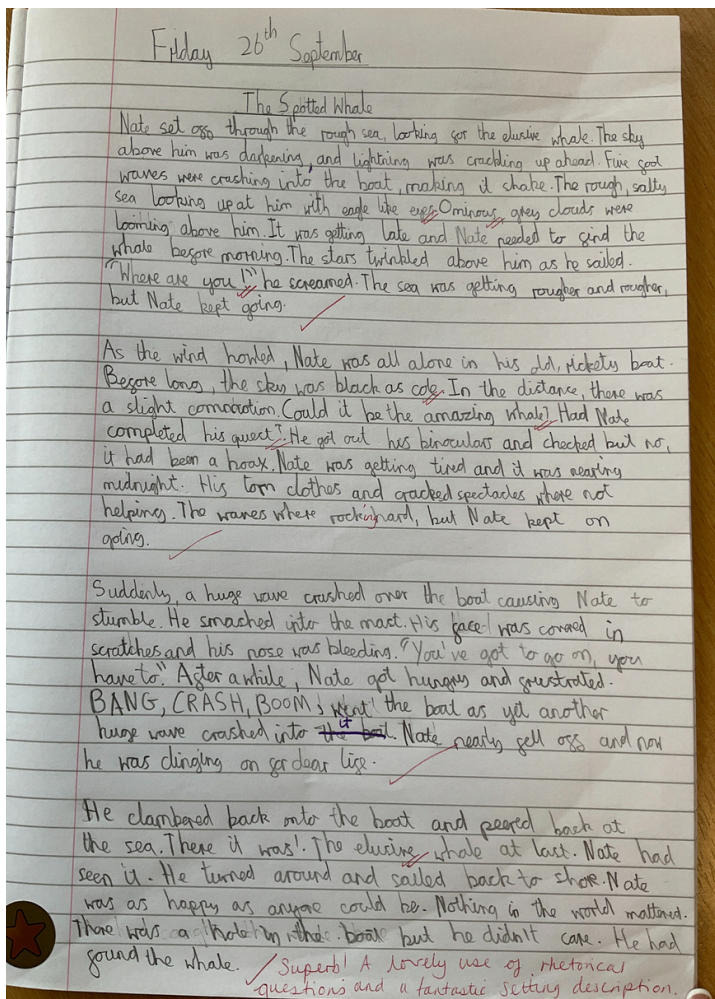 Friday 26th September
The Spotted Whale
Nate set off through the rough sea, looking for the elusive whale. The sky
above him was darkening, and lightning was crackling up ahead. Five foot
waves were crashing into the boat, making it shake. The rough, salty
sea looking up at him with eagle like eyes. Ominous, grey clouds were
looming above him. It was getting late and Nate needed to find the
whale before morning. The stars twinkled above him as he sailed.
"Where are you!" he screamed. The sea was getting rougher and rougher,
but Nate kept going.
As the wind howled, Nate was all alone in his old, rickety boat.
Before long, the sky was black as cole. In the distance, there was
a slight commotion. Could it be the amazing whale? Had Nate
completed his quest? He got out his binoculars and checked but no,
it had been a hoax. Nate was getting tired and it was nearing
midnight. His torn clothes and cracked spectacles where not
helping. The waves where rocking hard, but Nate kept on
going.
Suddenly, a huge wave crashed over the boat causing Nate to
stumble. He smashed into the mast. His face was covered in
scratches and his nose was bleeding. "You've got to go on, you
have to." After a while, Nate got hungry and frustrated.
BANG, CRASH, BOOM! went the boat as yet another
huge wave crashed into it. Nate nearly fell off and now
he was clinging on for dear life.
He clambered back onto the boat and peered back at
the sea. There it was! The elusive whale at last. Nate had
seen it. He turned around and sailed back to shore. Nate
was as happy as anyone could be. Nothing in the world mattered.
There was a hole in the boat but he didn't care. He had
found the whale.
Superb! A lovely use of rhetorical
questions and a fantastic setting description.